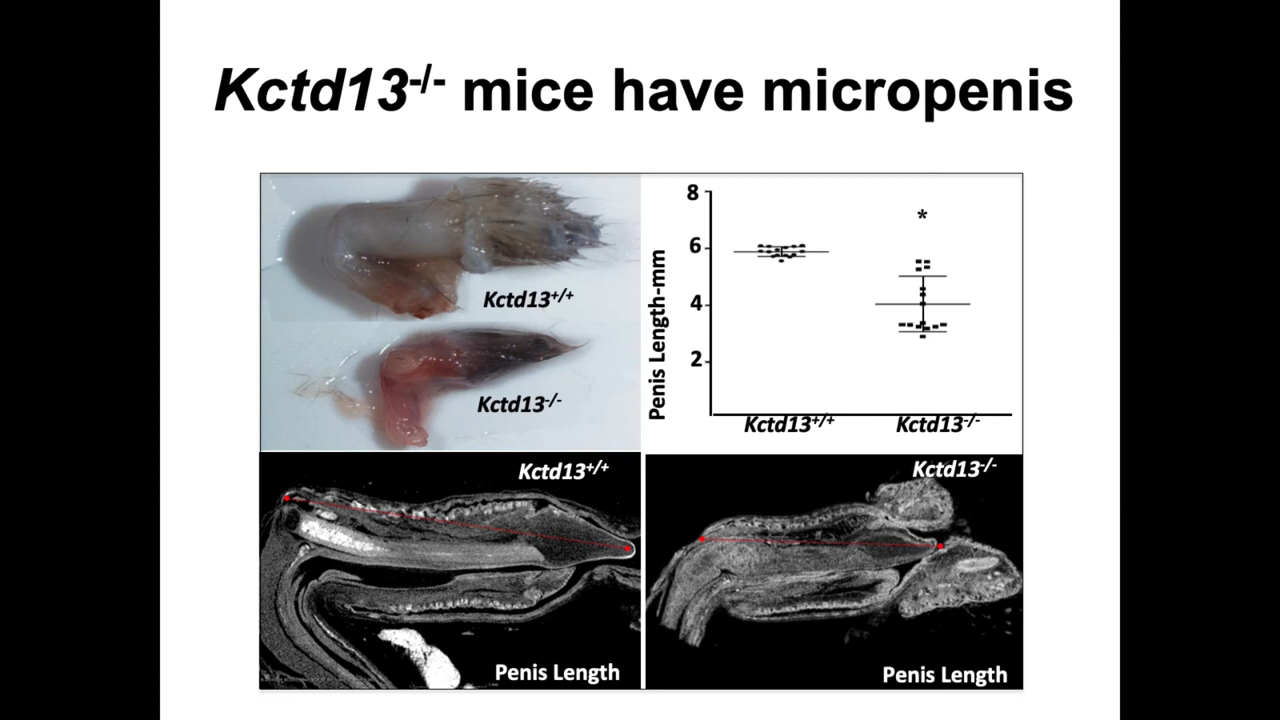 Kctd13-/- mice have micropenis
Kctd13+/+
Kctd13-/-
8
6
4
2
*
Penis Length-mm
Kctd13+/+
Kctd13-/-
Kctd13+/+
Penis Length
Kctd13-/-
Penis Length